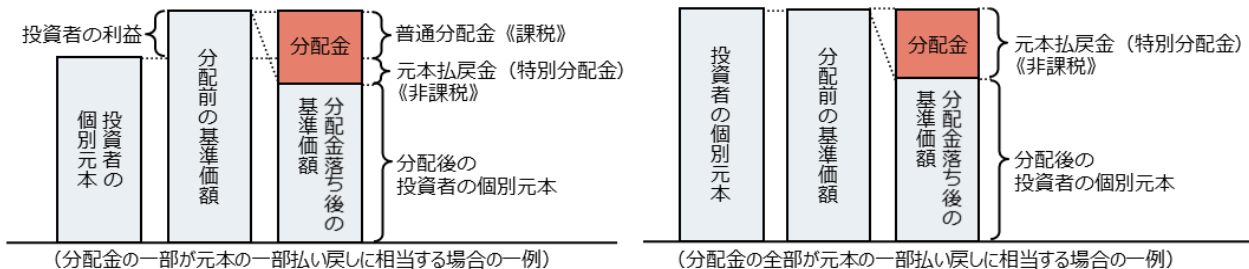 投資者の利益
投資者の
個別元本
分配前の基準価額
分配金
分配金落ち後の
基準価額
普通分配金《課税》
元本払戻金（特別分配金）
《非課税》
分配後の
投資者の個別元本
（分配金の一部が元本の一部払い戻しに相当する場合の一例）
投資者の個別元本
分配前の基準価額
分配金
分配金落ち後の
基準価額
元本払戻金（特別分配金）
《非課税》
分配後の
投資者の個別元本
（分配金の全部が元本の一部払い戻しに相当する場合の一例）